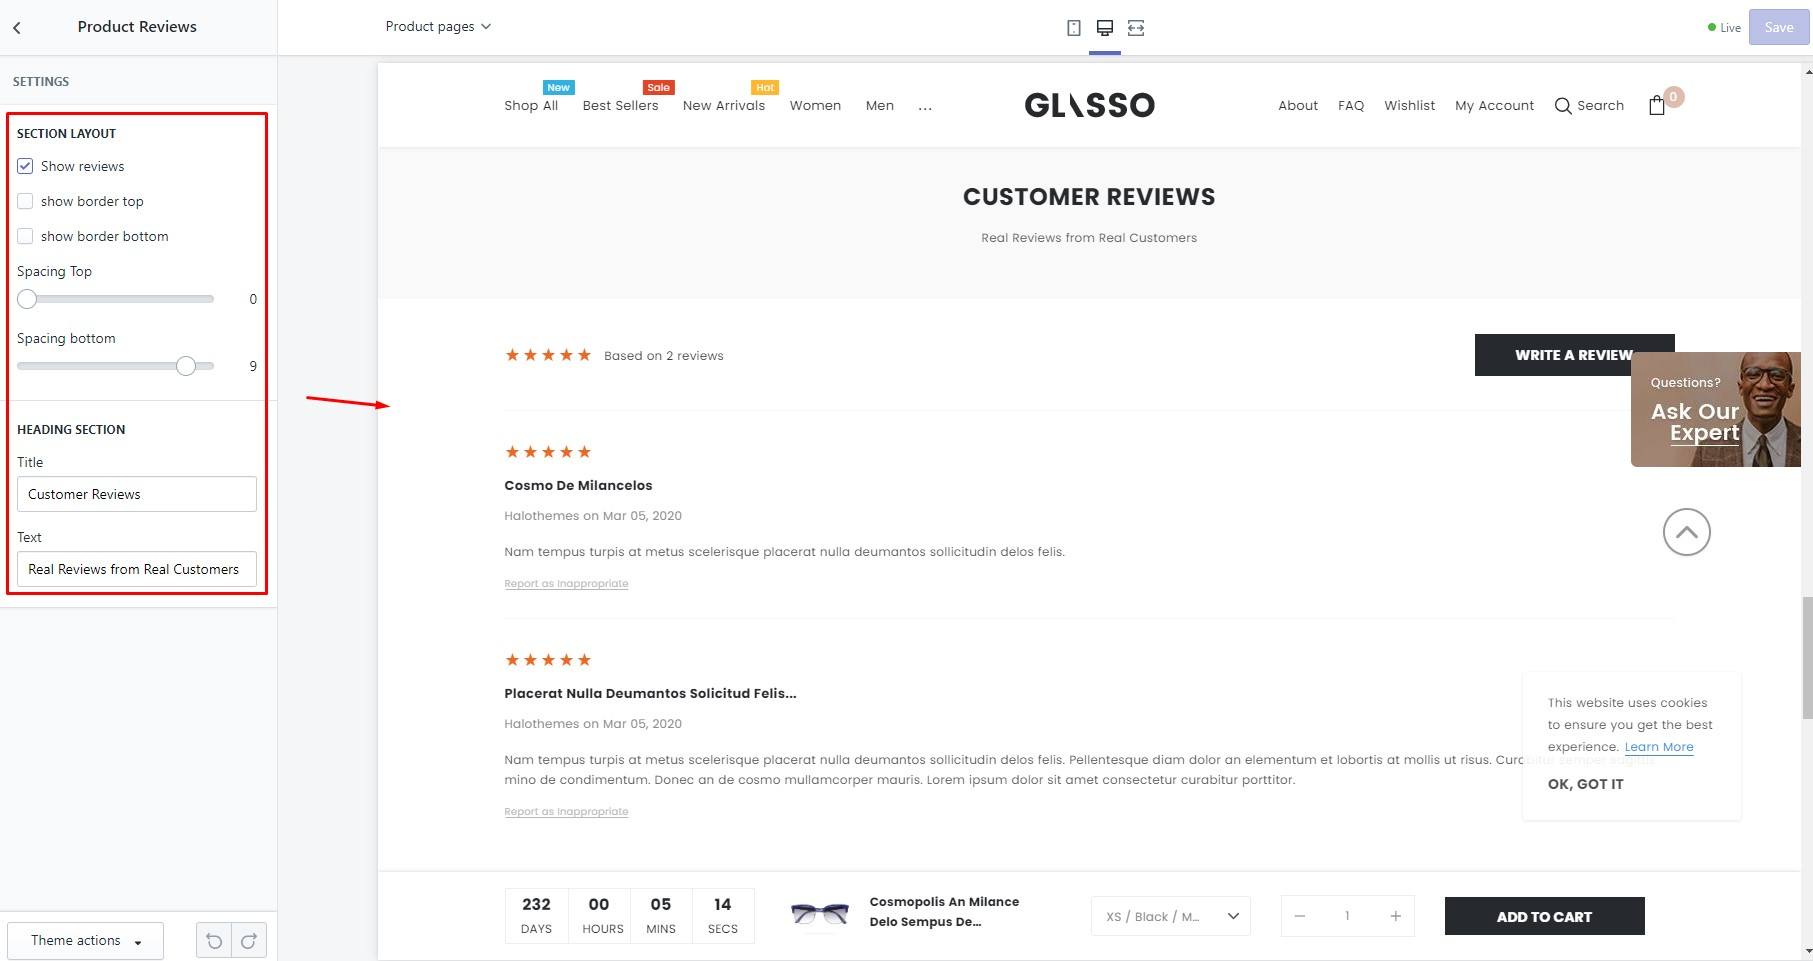 Product Reviews
Product pages
Live
Save
SETTINGS
SECTION LAYOUT
Show reviews
show border top
show border bottom
Spacing Top
0
Spacing bottom
9
HEADING SECTION
Title
Customer Reviews
Text
Real Reviews from Real Customers
Theme actions
New
Sale
Hot
Shop All
Best Sellers
New Arrivals
Women
Men
...
GLASSO
About
FAQ
Wishlist
My Account
Search
0
CUSTOMER REVIEWS
Real Reviews from Real Customers
Based on 2 reviews
WRITE A REVIEW
Questions?
Ask Our
Expert
Cosmo De Milancelos
Halothemes on Mar 05, 2020
Nam tempus turpis at metus scelerisque placerat nulla deumantos sollicitudin delos felis.
Report as Inappropriate
Placerat Nulla Deumantos Solicitud Felis...
Halothemes on Mar 05, 2020
Nam tempus turpis at metus scelerisque placerat nulla deumantos sollicitudin delos felis. Pellentesque diam dolor an elementum et lobortis at mollis ut risus. Curabitur semper sagittis
mino de condimentum. Donec an de cosmo mullamcorper mauris. Lorem ipsum dolor sit amet consectetur curabitur porttitor.
Report as Inappropriate
This website uses cookies
to ensure you get the best
experience. Learn More
OK, GOT IT
232
DAYS
00
HOURS
05
MINS
14
SECS
Cosmopolis An Milance
Delo Sempus De...
XS / Black / M...
1
ADD TO CART